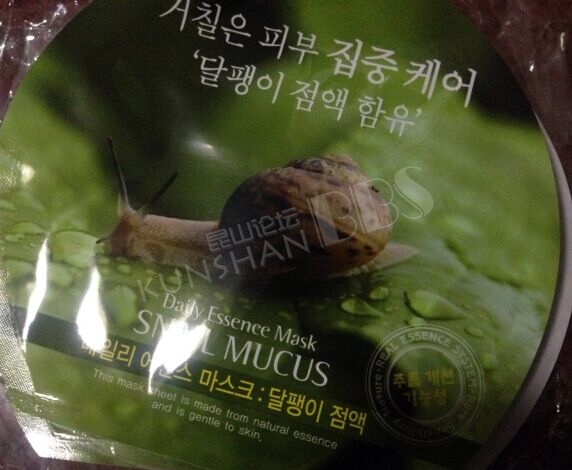 거칠은 피부 집중 케어
'달팽이 점액 함유'
昆山论坛
KUNSHAN BBS
Daily Essence Mask
SNAIL MUCUS
데일리 에센스 마스크 : 달팽이 점액
This mask sheet is made from natural essence
and is gentle to skin.
REAL ESSENCE SYSTEM
주름 개선
기능성